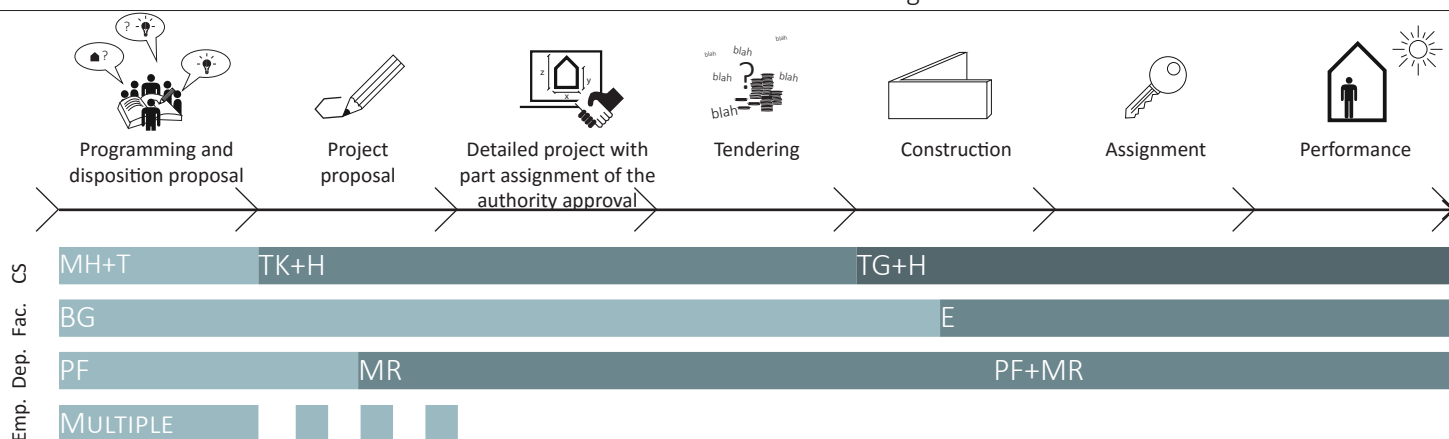 ? 
?
blah
blah
blah
blah
?
blah
blah
z
y
x
Programming and
disposition proposal
Project
proposal
Detailed project with
part assignment of the
authority approval
Tendering
Construction
Assignment
Performance
CS
MH+T
TK+H
TG+H
Fac.
BG
E
Dep.
PF
MR
PF+MR
Emp.
MULTIPLE